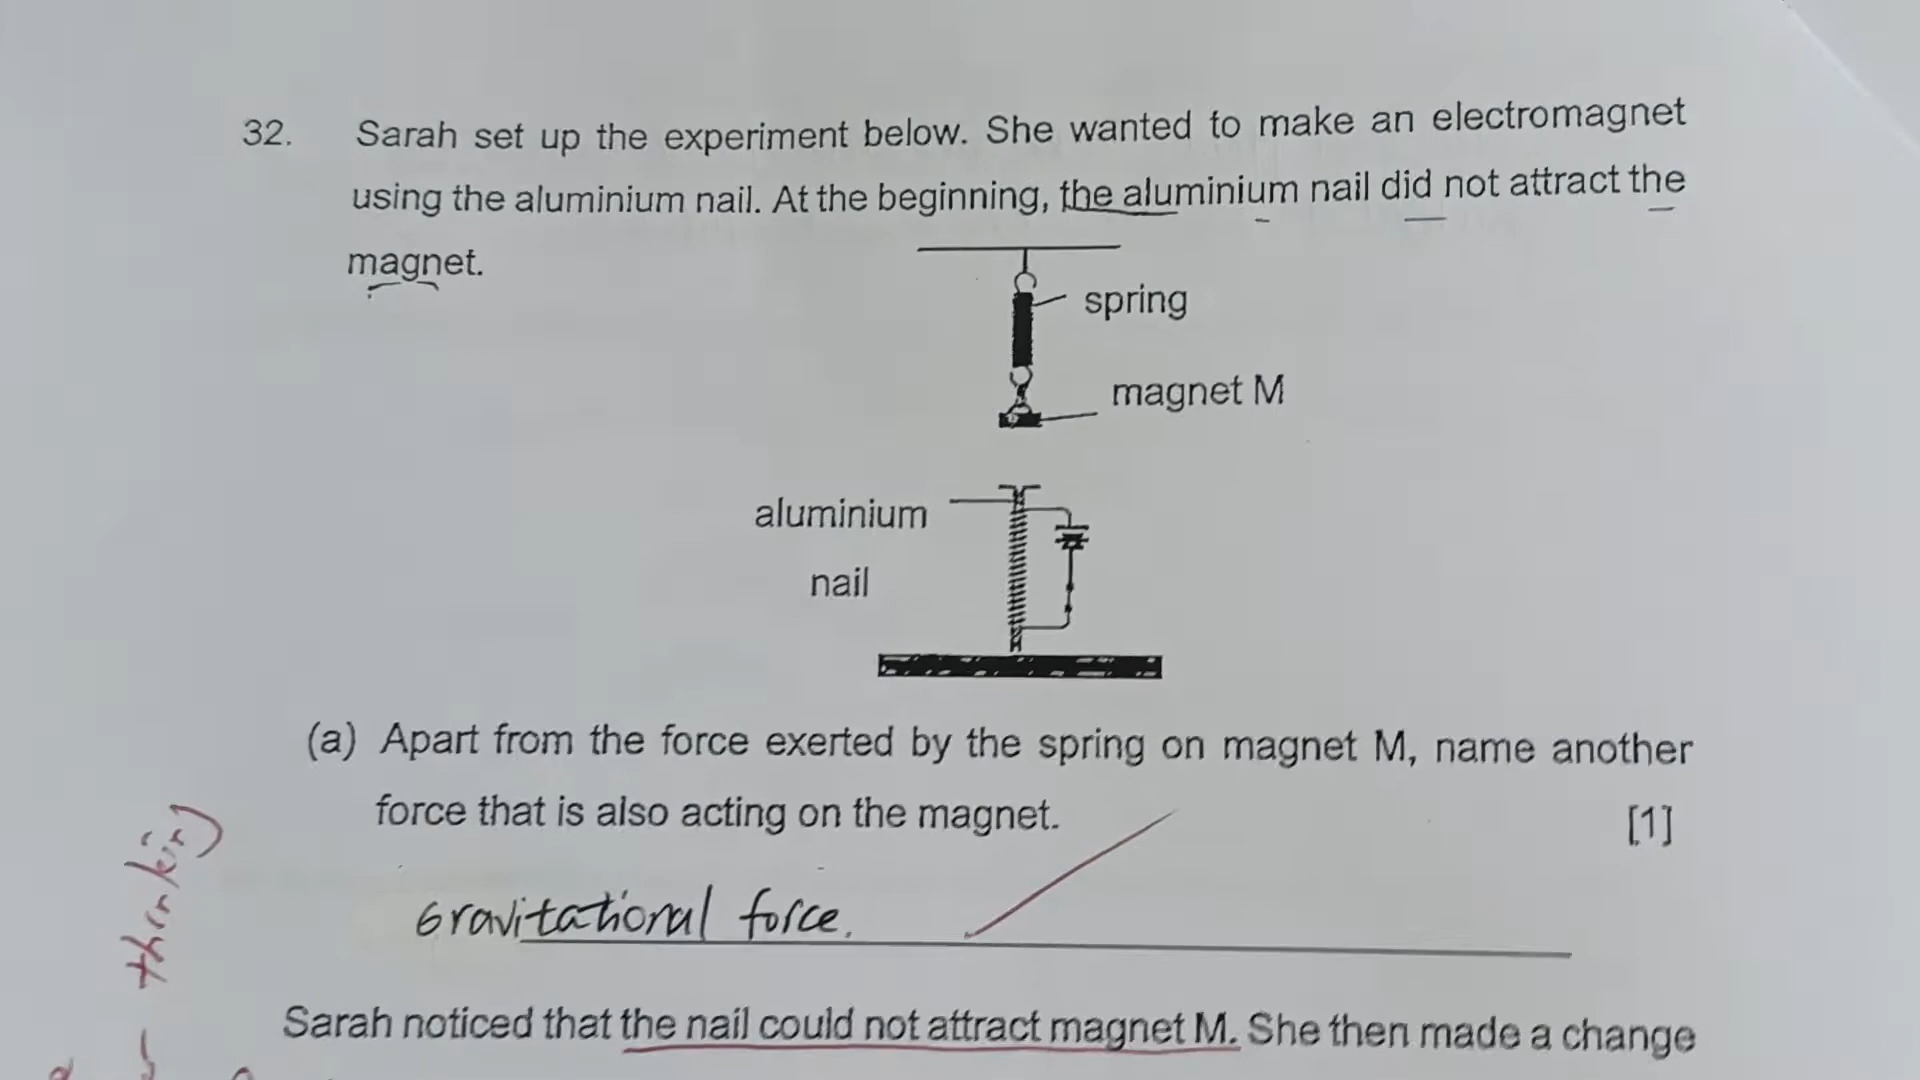 32. Sarah set up the experiment below. She wanted to make an electromagnet
using the aluminium nail. At the beginning, the aluminium nail did not attract the
magnet.
spring
magnet M
aluminium
nail
(a) Apart from the force exerted by the spring on magnet M, name another
force that is also acting on the magnet. [1]
Gravitational force.
thinking
Sarah noticed that the nail could not attract magnet M. She then made a change